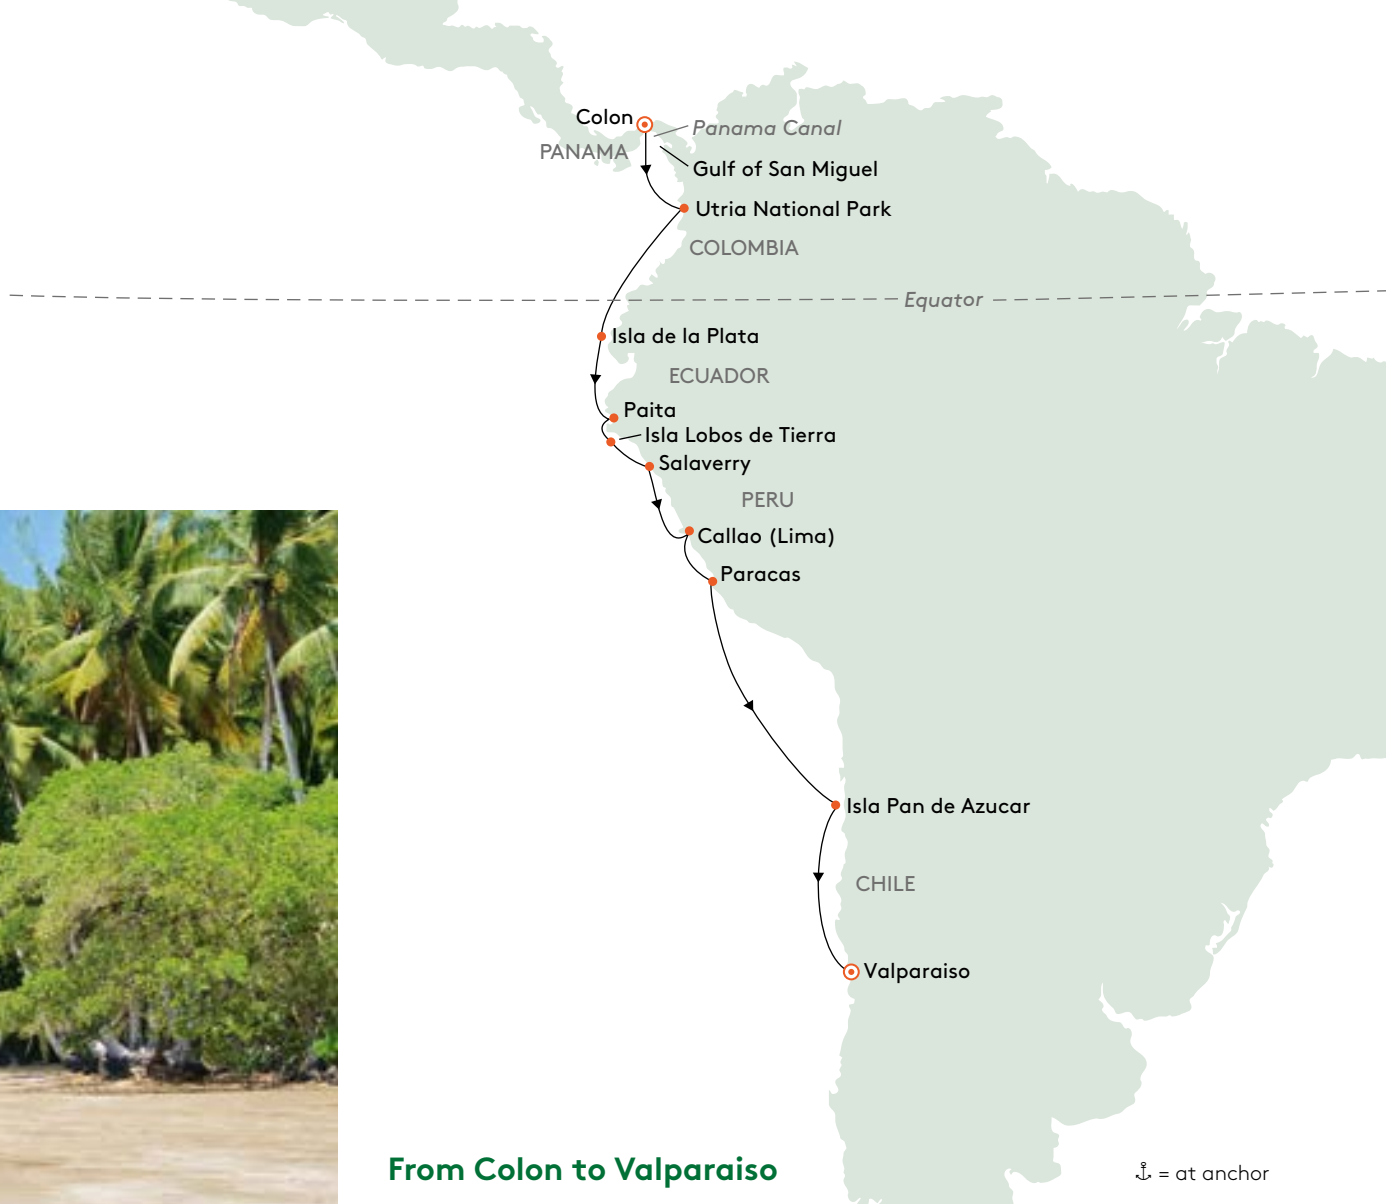 Colon
Panama Canal
PANAMA
Gulf of San Miguel
Utria National Park
COLOMBIA
Equator
Isla de la Plata
ECUADOR
Paita
Isla Lobos de Tierra
Salaverry
PERU
Callao (Lima)
Paracas
Isla Pan de Azucar
CHILE
Valparaiso
From Colon to Valparaiso
⚓ = at anchor